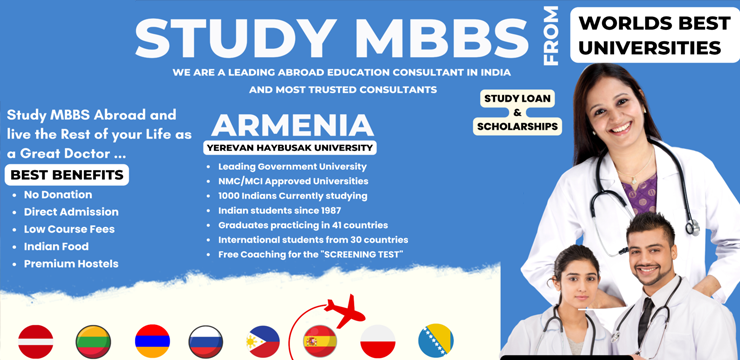 STUDY MBBS
FROM
WORLDS BEST
UNIVERSITIES
WE ARE A LEADING ABROAD EDUCATION CONSULTANT IN INDIA
AND MOST TRUSTED CONSULTANTS
STUDY LOAN
&
SCHOLARSHIPS
Study MBBS Abroad and
live the Rest of your Life as
a Great Doctor ...
BEST BENEFITS
• No Donation
• Direct Admission
• Low Course Fees
• Indian Food
• Premium Hostels
ARMENIA
YEREVAN HAYBUSAK UNIVERSITY
• Leading Government University
• NMC/MCI Approved Universities
• 1000 Indians Currently studying
• Indian students since 1987
• Graduates practicing in 41 countries
• International students from 30 countries
• Free Coaching for the "SCREENING TEST"